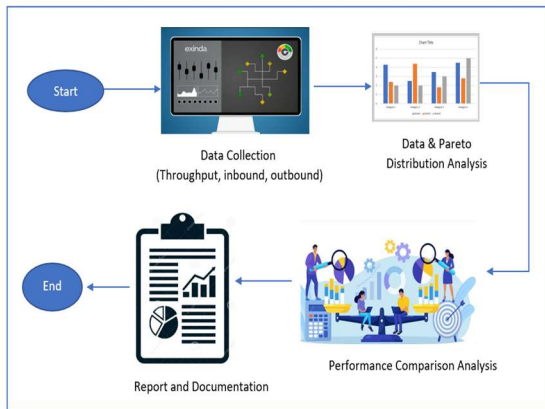 Start
exinda
Data Collection
(Throughput, inbound, outbound)
Chart Title
Data & Pareto
Distribution Analysis
End
Report and Documentation
Performance Comparison Analysis